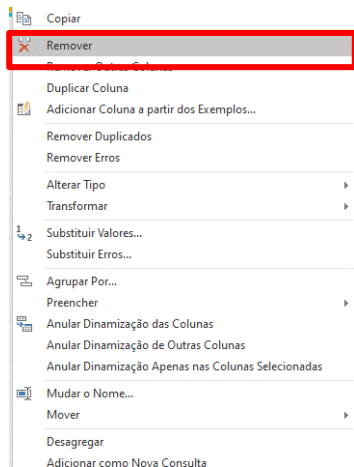 Copiar
Remover
Remover Outras Colunas
Duplicar Coluna
Adicionar Coluna a partir dos Exemplos...
Remover Duplicados
Remover Erros
Alterar Tipo
Transformar
1
2
Substituir Valores...
Substituir Erros...
Agrupar Por...
Preencher
Anular Dinamização das Colunas
Anular Dinamização de Outras Colunas
Anular Dinamização Apenas nas Colunas Selecionadas
Mudar o Nome...
Mover
Desagregar
Adicionar como Nova Consulta